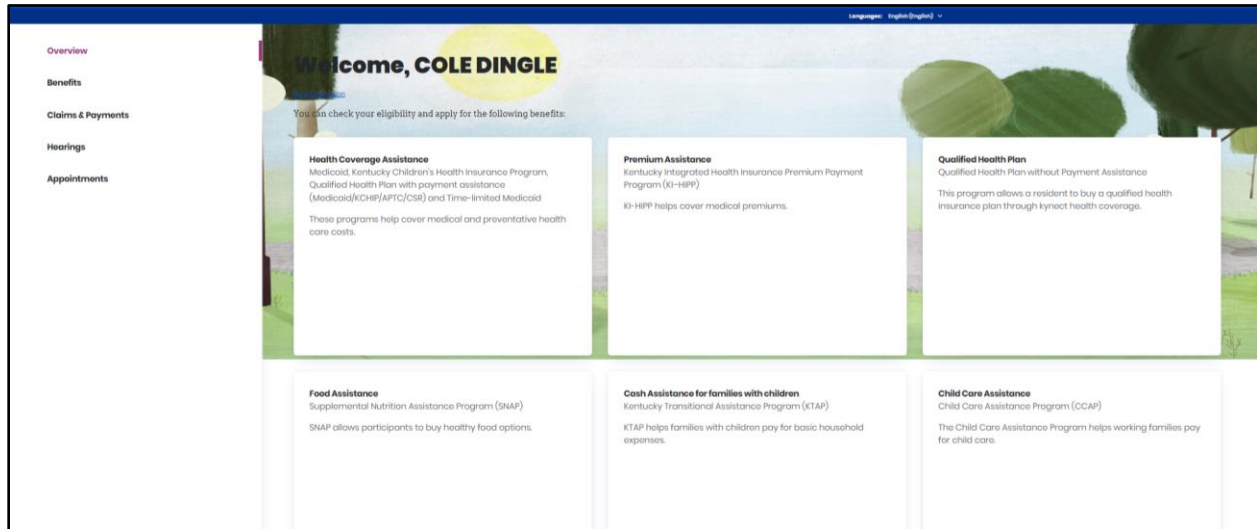 Languages: English (English)
Overview
Benefits
Claims & Payments
Hearings
Appointments
Welcome, COLE DINGLE
You can check your eligibility and apply for the following benefits:
Health Coverage Assistance
Medicaid, Kentucky Children's Health Insurance Program,
Qualified Health Plan with payment assistance
(Medicaid/KCHIP/APTC/CSR) and Time-limited Medicaid
These programs help cover medical and preventative health
care costs.
Premium Assistance
Kentucky Integrated Health Insurance Premium Payment
Program (KI-HIPP)
KI-HIPP helps cover medical premiums.
Qualified Health Plan
Qualified Health Plan without Payment Assistance
This program allows a resident to buy a qualified health
insurance plan through kynect health coverage.
Food Assistance
Supplemental Nutrition Assistance Program (SNAP)
SNAP allows participants to buy healthy food options.
Cash Assistance for families with children
Kentucky Transitional Assistance Program (KTAP)
KTAP helps families with children pay for basic household
expenses.
Child Care Assistance
Child Care Assistance Program (CCAP)
The Child Care Assistance Program helps working families pay
for child care.